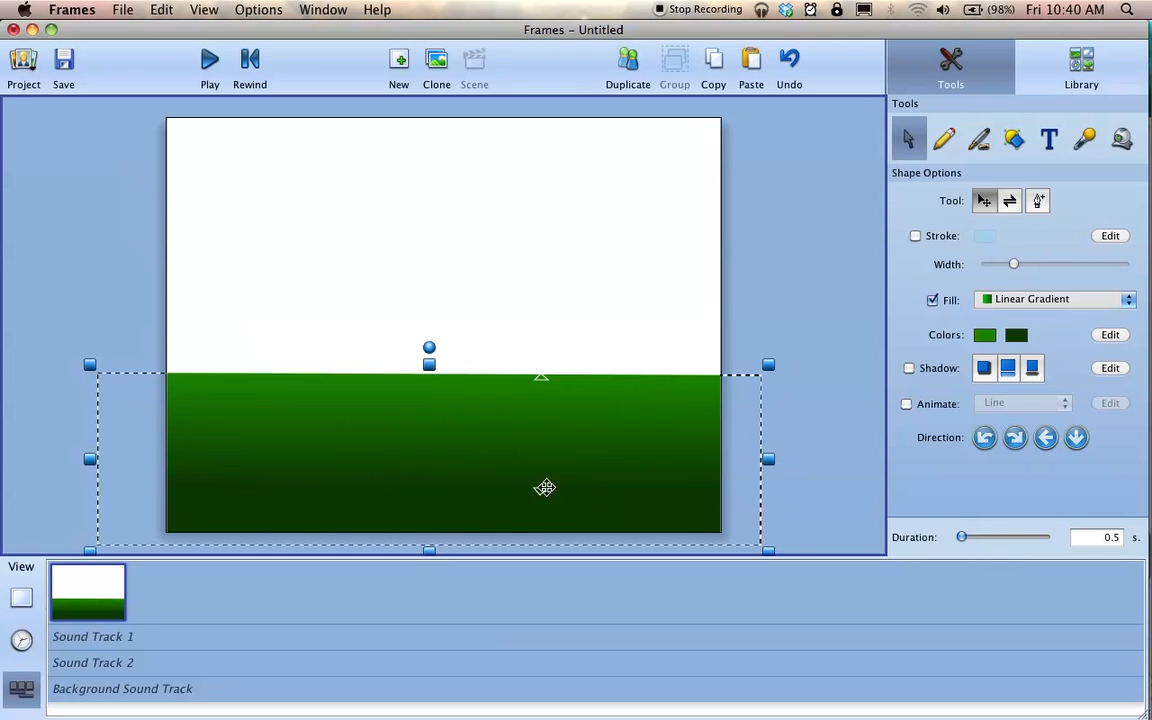 Frames File Edit View Options Window Help Stop Recording (98%) Fri 10:40 AM
Frames – Untitled
Project Save Play Rewind New Clone Scene Duplicate Group Copy Paste Undo Tools Library
Tools
T
Shape Options
Tool:
Stroke: Edit
Width:
Fill: Linear Gradient
Colors: Edit
Shadow: Edit
Animate: Line Edit
Direction:
Duration: 0.5 s.
View
Sound Track 1
Sound Track 2
Background Sound Track